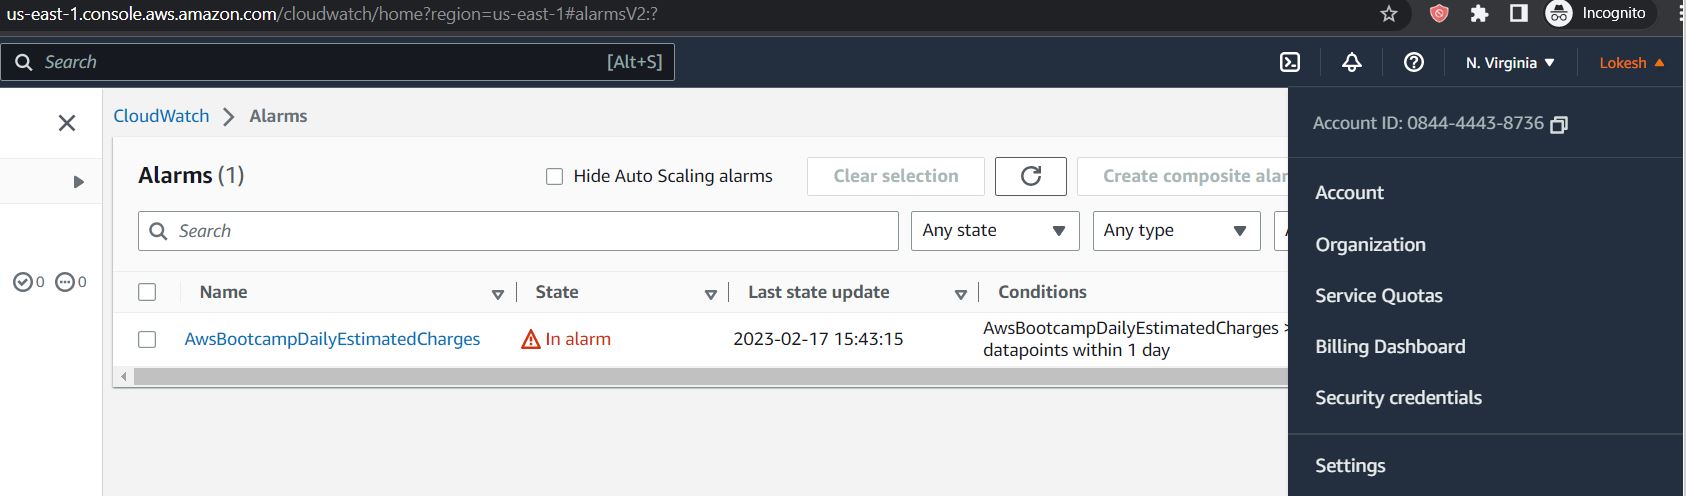 us-east-1.console.aws.amazon.com/cloudwatch/home?region=us-east-1#alarmsV2:?
Incognito
Search [Alt+S]
N. Virginia
Lokesh
CloudWatch > Alarms
Account ID: 0844-4443-8736
Alarms (1)
Hide Auto Scaling alarms
Clear selection
Create composite
Account
Search
Any state
Any type
Organization
0 0
Name
State
Last state update
Conditions
Service Quotas
AwsBootcampDailyEstimatedCharges
In alarm
2023-02-17 15:43:15
AwsBootcampDailyEstimatedCharges >
datapoints within 1 day
Billing Dashboard
Security credentials
Settings